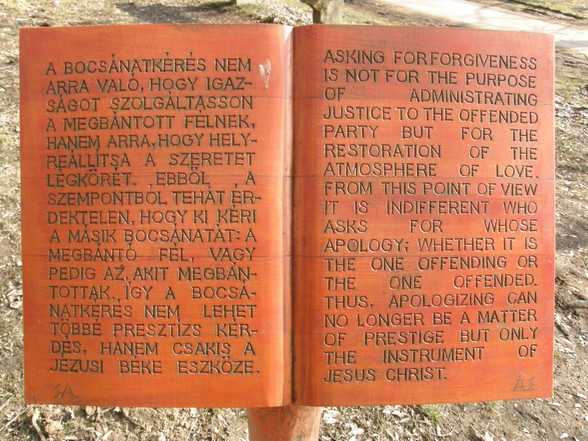 A BOCSÁNATKÉRÉS NEM
ARRA VALÓ, HOGY IGAZ-
SÁGOT SZOLGÁLTASSON
A MEGBÁNTOTT FÉLNEK,
HANEM ARRA, HOGY HELY-
REÁLLÍTSA A SZERETET
LÉGKÖRÉT. EBBŐL A
SZEMPONTBÓL TEHÁT ÉR-
DEKTELEN, HOGY KI KÉRI
A MÁSIK BOCSÁNATÁT: A
MEGBÁNTÓ FÉL, VAGY
PEDIG AZ, AKIT MEGBÁN-
TOTTAK. ÍGY A BOCSÁ-
NATKÉRÉS NEM LEHET
TÖBBÉ PRESZTÍZS KÉR-
DÉS, HANEM CSAKIS A
JÉZUSI BÉKE ESZKÖZE.
SA
ASKING FOR FORGIVENESS
IS NOT FOR THE PURPOSE
OF ADMINISTRATING
JUSTICE TO THE OFFENDED
PARTY BUT FOR THE
RESTORATION OF THE
ATMOSPHERE OF LOVE.
FROM THIS POINT OF VIEW
IT IS INDIFFERENT WHO
ASKS FOR WHOSE
APOLOGY; WHETHER IT IS
THE ONE OFFENDING OR
THE ONE OFFENDED.
THUS, APOLOGIZING CAN
NO LONGER BE A MATTER
OF PRESTIGE BUT ONLY
THE INSTRUMENT OF
JESUS CHRIST.